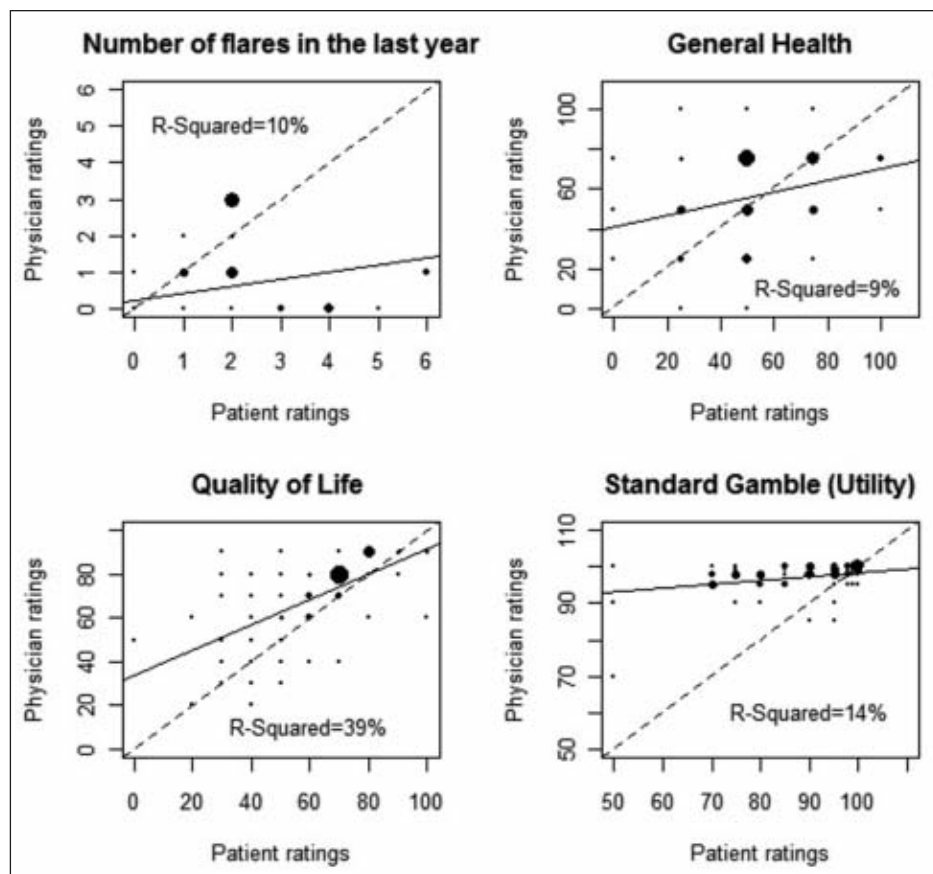 Number of flares in the last year
6
5
4
3
2
1
0
Physician ratings
R-Squared=10%
0 1 2 3 4 5 6
Patient ratings
General Health
100
60
20
0
Physician ratings
R-Squared=9%
0 20 40 60 80 100
Patient ratings
Quality of Life
80
60
40
20
0
Physician ratings
R-Squared=39%
0 20 40 60 80 100
Patient ratings
Standard Gamble (Utility)
110
90
70
50
Physician ratings
R-Squared=14%
50 60 70 80 90 100
Patient ratings